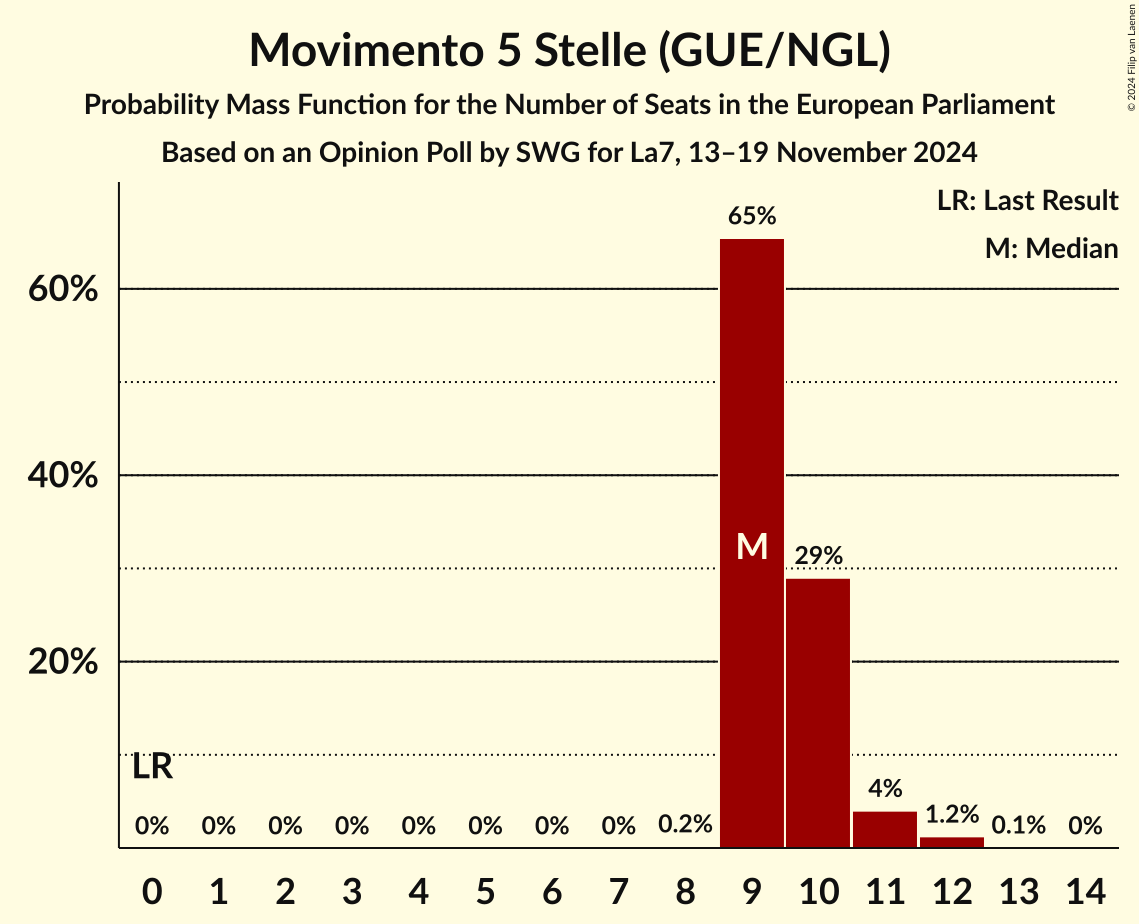 Movimento 5 Stelle (GUE/NGL)
Probability Mass Function for the Number of Seats in the European Parliament
Based on an Opinion Poll by SWG for La7, 13–19 November 2024
© 2024 Filip van Laenen
LR: Last Result
M: Median
65%
60%
40%
M
29%
20%
LR
4%
0% 0% 0% 0% 0% 0% 0% 0% 0.2% 1.2% 0.1% 0%
0 1 2 3 4 5 6 7 8 9 10 11 12 13 14